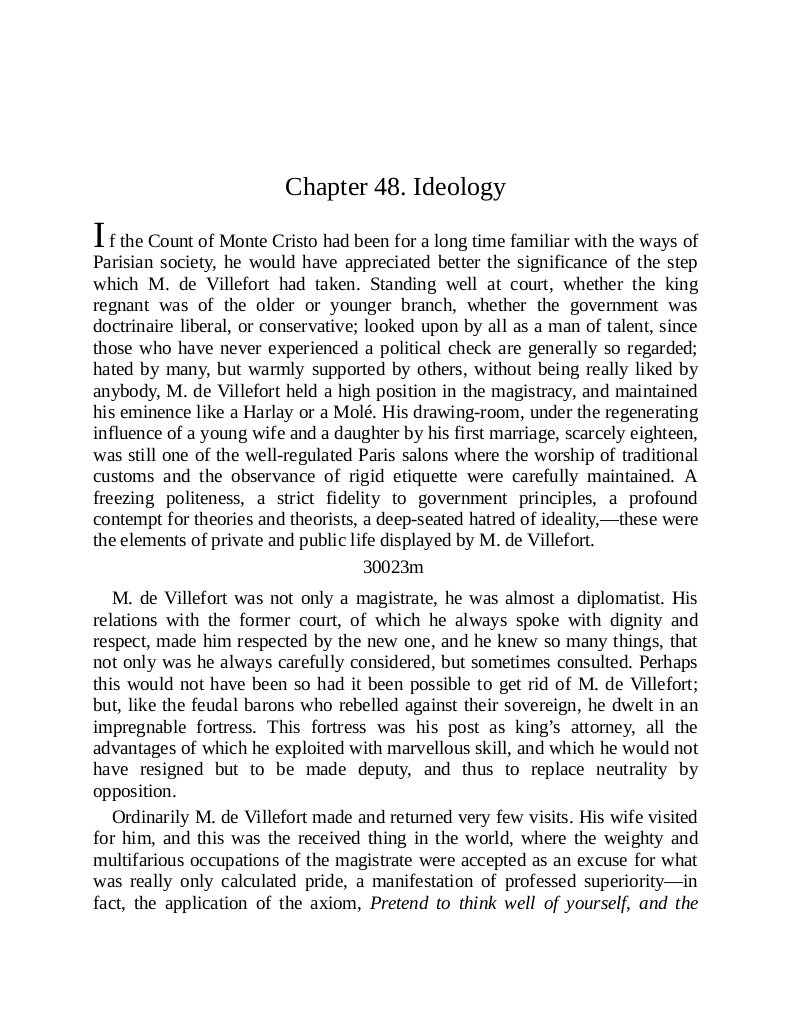 Chapter 48. Ideology
If the Count of Monte Cristo had been for a long time familiar with the ways of
Parisian society, he would have appreciated better the significance of the step
which M. de Villefort had taken. Standing well at court, whether the king
regnant was of the older or younger branch, whether the government was
doctrinaire liberal, or conservative; looked upon by all as a man of talent, since
those who have never experienced a political check are generally so regarded;
hated by many, but warmly supported by others, without being really liked by
anybody, M. de Villefort held a high position in the magistracy, and maintained
his eminence like a Harlay or a Molé. His drawing-room, under the regenerating
influence of a young wife and a daughter by his first marriage, scarcely eighteen,
was still one of the well-regulated Paris salons where the worship of traditional
customs and the observance of rigid etiquette were carefully maintained. A
freezing politeness, a strict fidelity to government principles, a profound
contempt for theories and theorists, a deep-seated hatred of ideality,—these were
the elements of private and public life displayed by M. de Villefort.
30023m
M. de Villefort was not only a magistrate, he was almost a diplomatist. His
relations with the former court, of which he always spoke with dignity and
respect, made him respected by the new one, and he knew so many things, that
not only was he always carefully considered, but sometimes consulted. Perhaps
this would not have been so had it been possible to get rid of M. de Villefort;
but, like the feudal barons who rebelled against their sovereign, he dwelt in an
impregnable fortress. This fortress was his post as king’s attorney, all the
advantages of which he exploited with marvellous skill, and which he would not
have resigned but to be made deputy, and thus to replace neutrality by
opposition.
Ordinarily M. de Villefort made and returned very few visits. His wife visited
for him, and this was the received thing in the world, where the weighty and
multifarious occupations of the magistrate were accepted as an excuse for what
was really only calculated pride, a manifestation of professed superiority—in
fact, the application of the axiom, Pretend to think well of yourself, and the